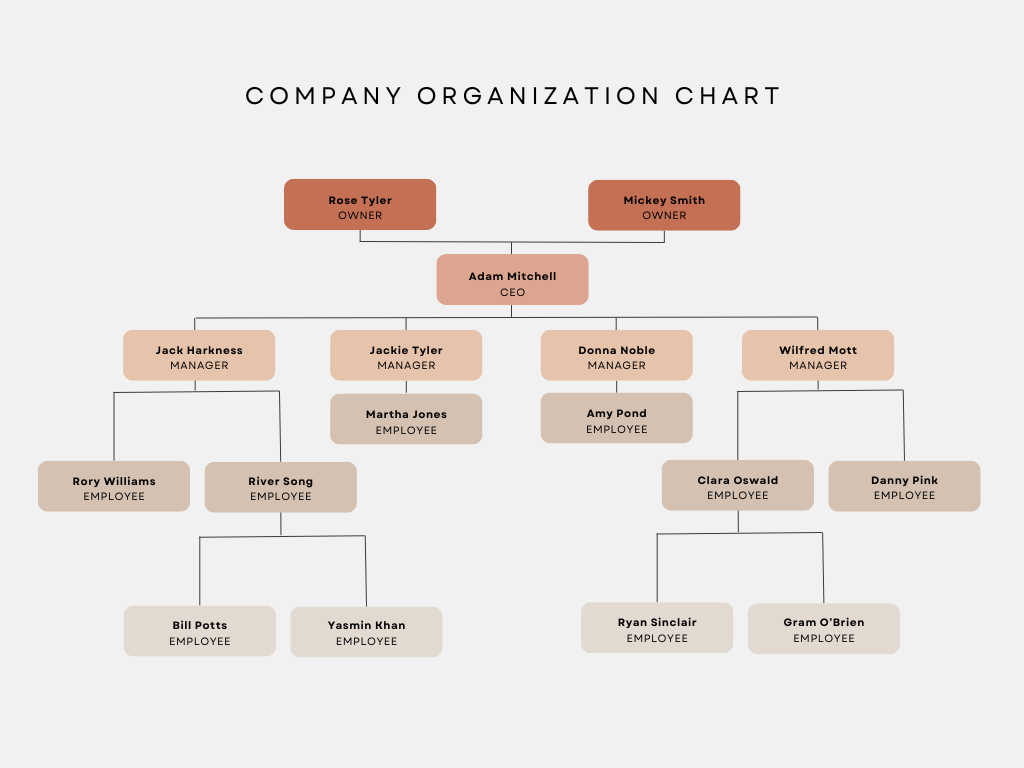 COMPANY ORGANIZATION CHART
Rose Tyler
OWNER
Mickey Smith
OWNER
Adam Mitchell
CEO
Jack Harkness
MANAGER
Jackie Tyler
MANAGER
Donna Noble
MANAGER
Wilfred Mott
MANAGER
Martha Jones
EMPLOYEE
Amy Pond
EMPLOYEE
Rory Williams
EMPLOYEE
River Song
EMPLOYEE
Clara Oswald
EMPLOYEE
Danny Pink
EMPLOYEE
Bill Potts
EMPLOYEE
Yasmin Khan
EMPLOYEE
Ryan Sinclair
EMPLOYEE
Gram O'Brien
EMPLOYEE